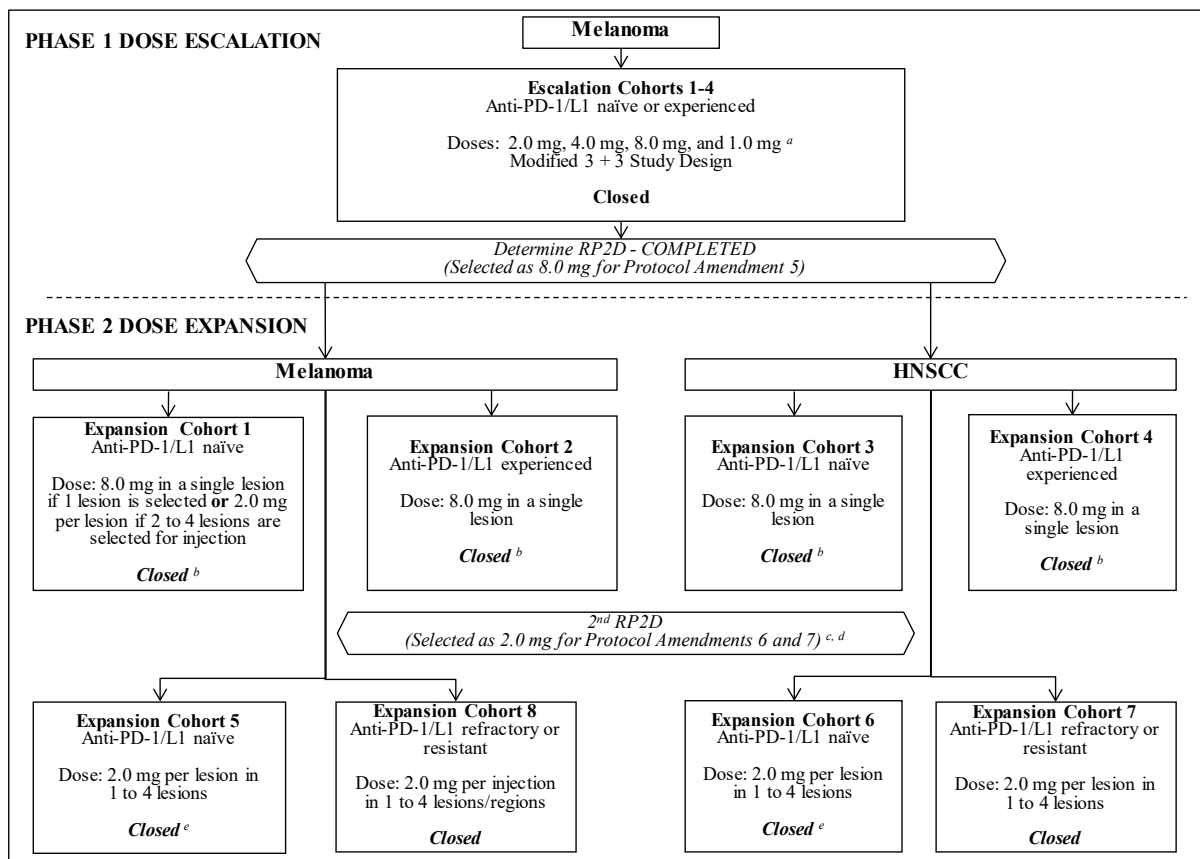 PHASE 1 DOSE ESCALATION
Melanoma
Escalation Cohorts 1-4
Anti-PD-1/L1 naïve or experienced
Doses: 2.0 mg, 4.0 mg, 8.0 mg, and 1.0 mg a
Modified 3 + 3 Study Design
Closed
Determine RP2D - COMPLETED
(Selected as 8.0 mg for Protocol Amendment 5)
PHASE 2 DOSE EXPANSION
Melanoma
HNSCC
Expansion Cohort 1
Anti-PD-1/L1 naïve
Dose: 8.0 mg in a single lesion
if 1 lesion is selected or 2.0 mg
per lesion if 2 to 4 lesions are
selected for injection
Closed b
Expansion Cohort 2
Anti-PD-1/L1 experienced
Dose: 8.0 mg in a single
lesion
Closed b
Expansion Cohort 3
Anti-PD-1/L1 naïve
Dose: 8.0 mg in a single
lesion
Closed b
Expansion Cohort 4
Anti-PD-1/L1
experienced
Dose: 8.0 mg in a
single lesion
Closed b
2nd RP2D
(Selected as 2.0 mg for Protocol Amendments 6 and 7) c, d
Expansion Cohort 5
Anti-PD-1/L1 naïve
Dose: 2.0 mg per lesion in
1 to 4 lesions
Closed e
Expansion Cohort 8
Anti-PD-1/L1 refractory or
resistant
Dose: 2.0 mg per injection
in 1 to 4 lesions/regions
Closed
Expansion Cohort 6
Anti-PD-1/L1 naïve
Dose: 2.0 mg per lesion
in 1 to 4 lesions
Closed e
Expansion Cohort 7
Anti-PD-1/L1 refractory or
resistant
Dose: 2.0 mg per lesion in
1 to 4 lesions
Closed